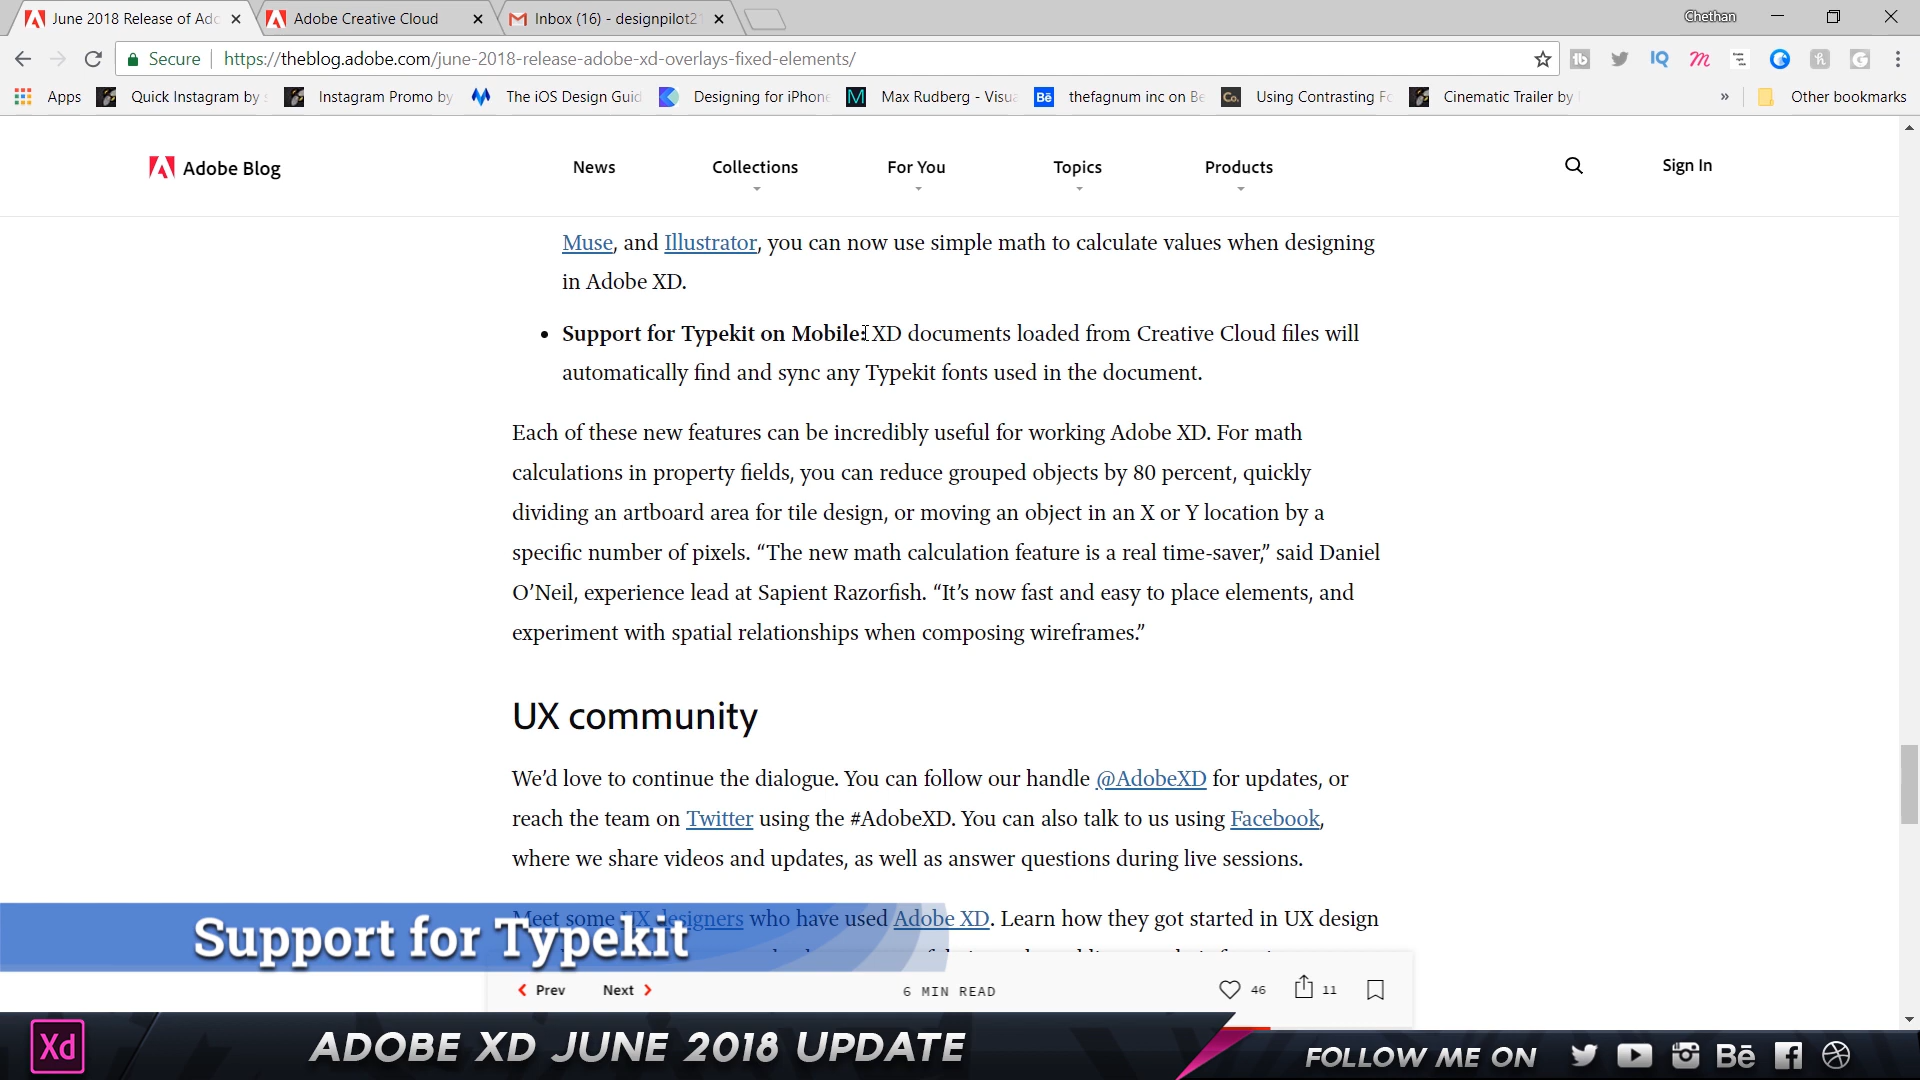 June 2018 Release of Ado
Adobe Creative Cloud
Inbox (16) - designpilot21
Chethan
Secure
https://theblog.adobe.com/june-2018-release-adobe-xd-overlays-fixed-elements/
Apps
Quick Instagram by
Instagram Promo by
The iOS Design Guid
Designing for iPhone
Max Rudberg - Visua
thefagnum inc on Be
Using Contrasting Fo
Cinematic Trailer by
»
Other bookmarks
Adobe Blog
News
Collections
For You
Topics
Products
Sign In
Muse, and Illustrator, you can now use simple math to calculate values when designing
in Adobe XD.
• Support for Typekit on Mobile: XD documents loaded from Creative Cloud files will
automatically find and sync any Typekit fonts used in the document.
Each of these new features can be incredibly useful for working Adobe XD. For math
calculations in property fields, you can reduce grouped objects by 80 percent, quickly
dividing an artboard area for tile design, or moving an object in an X or Y location by a
specific number of pixels. “The new math calculation feature is a real time-saver,” said Daniel
O’Neil, experience lead at Sapient Razorfish. “It’s now fast and easy to place elements, and
experiment with spatial relationships when composing wireframes.”
UX community
We’d love to continue the dialogue. You can follow our handle @AdobeXD for updates, or
reach the team on Twitter using the #AdobeXD. You can also talk to us using Facebook,
where we share videos and updates, as well as answer questions during live sessions.
Meet some UX designers who have used Adobe XD. Learn how they got started in UX design
Support for Typekit
Prev
Next
6 MIN READ
46
11
Xd
ADOBE XD JUNE 2018 UPDATE
FOLLOW ME ON
Bē